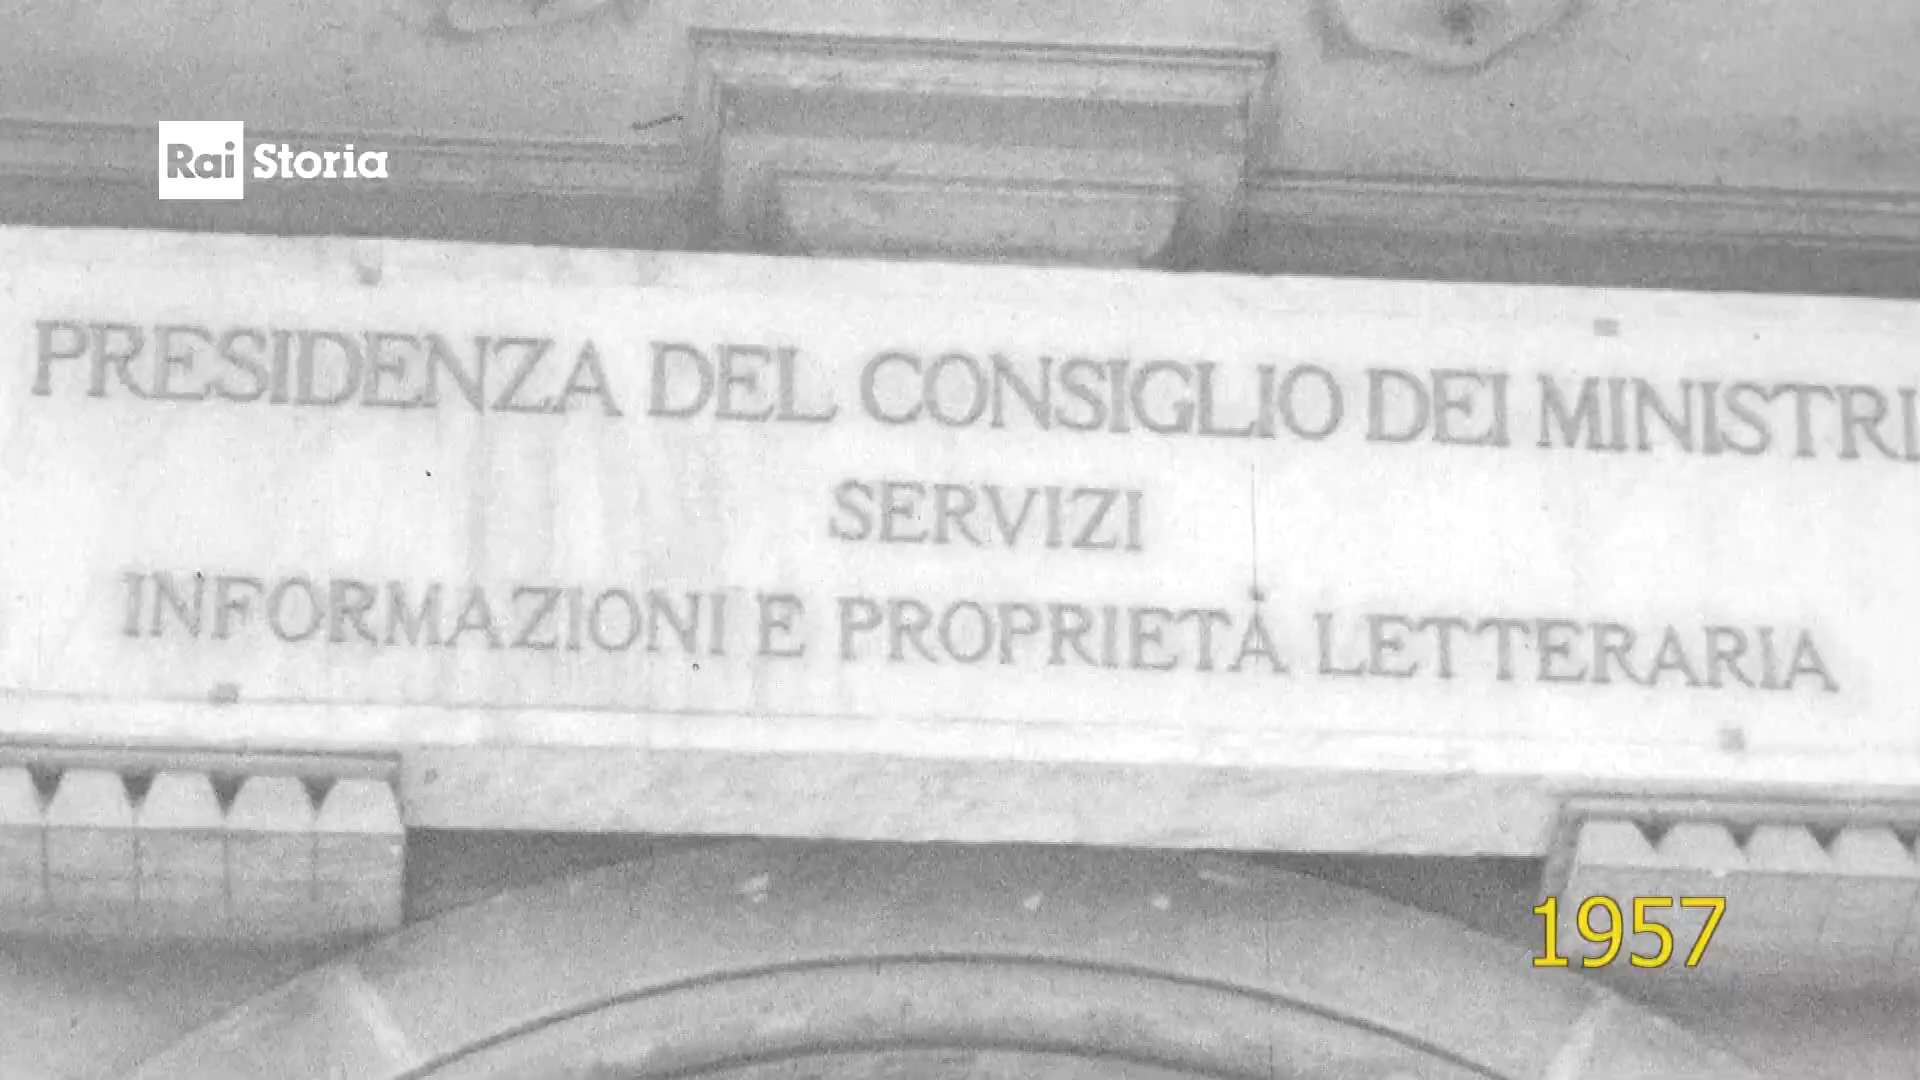 Rai Storia
PRESIDENZA DEL CONSIGLIO DEI MINISTRI
SERVIZI
INFORMAZIONI E PROPRIETÀ LETTERARIA
1957